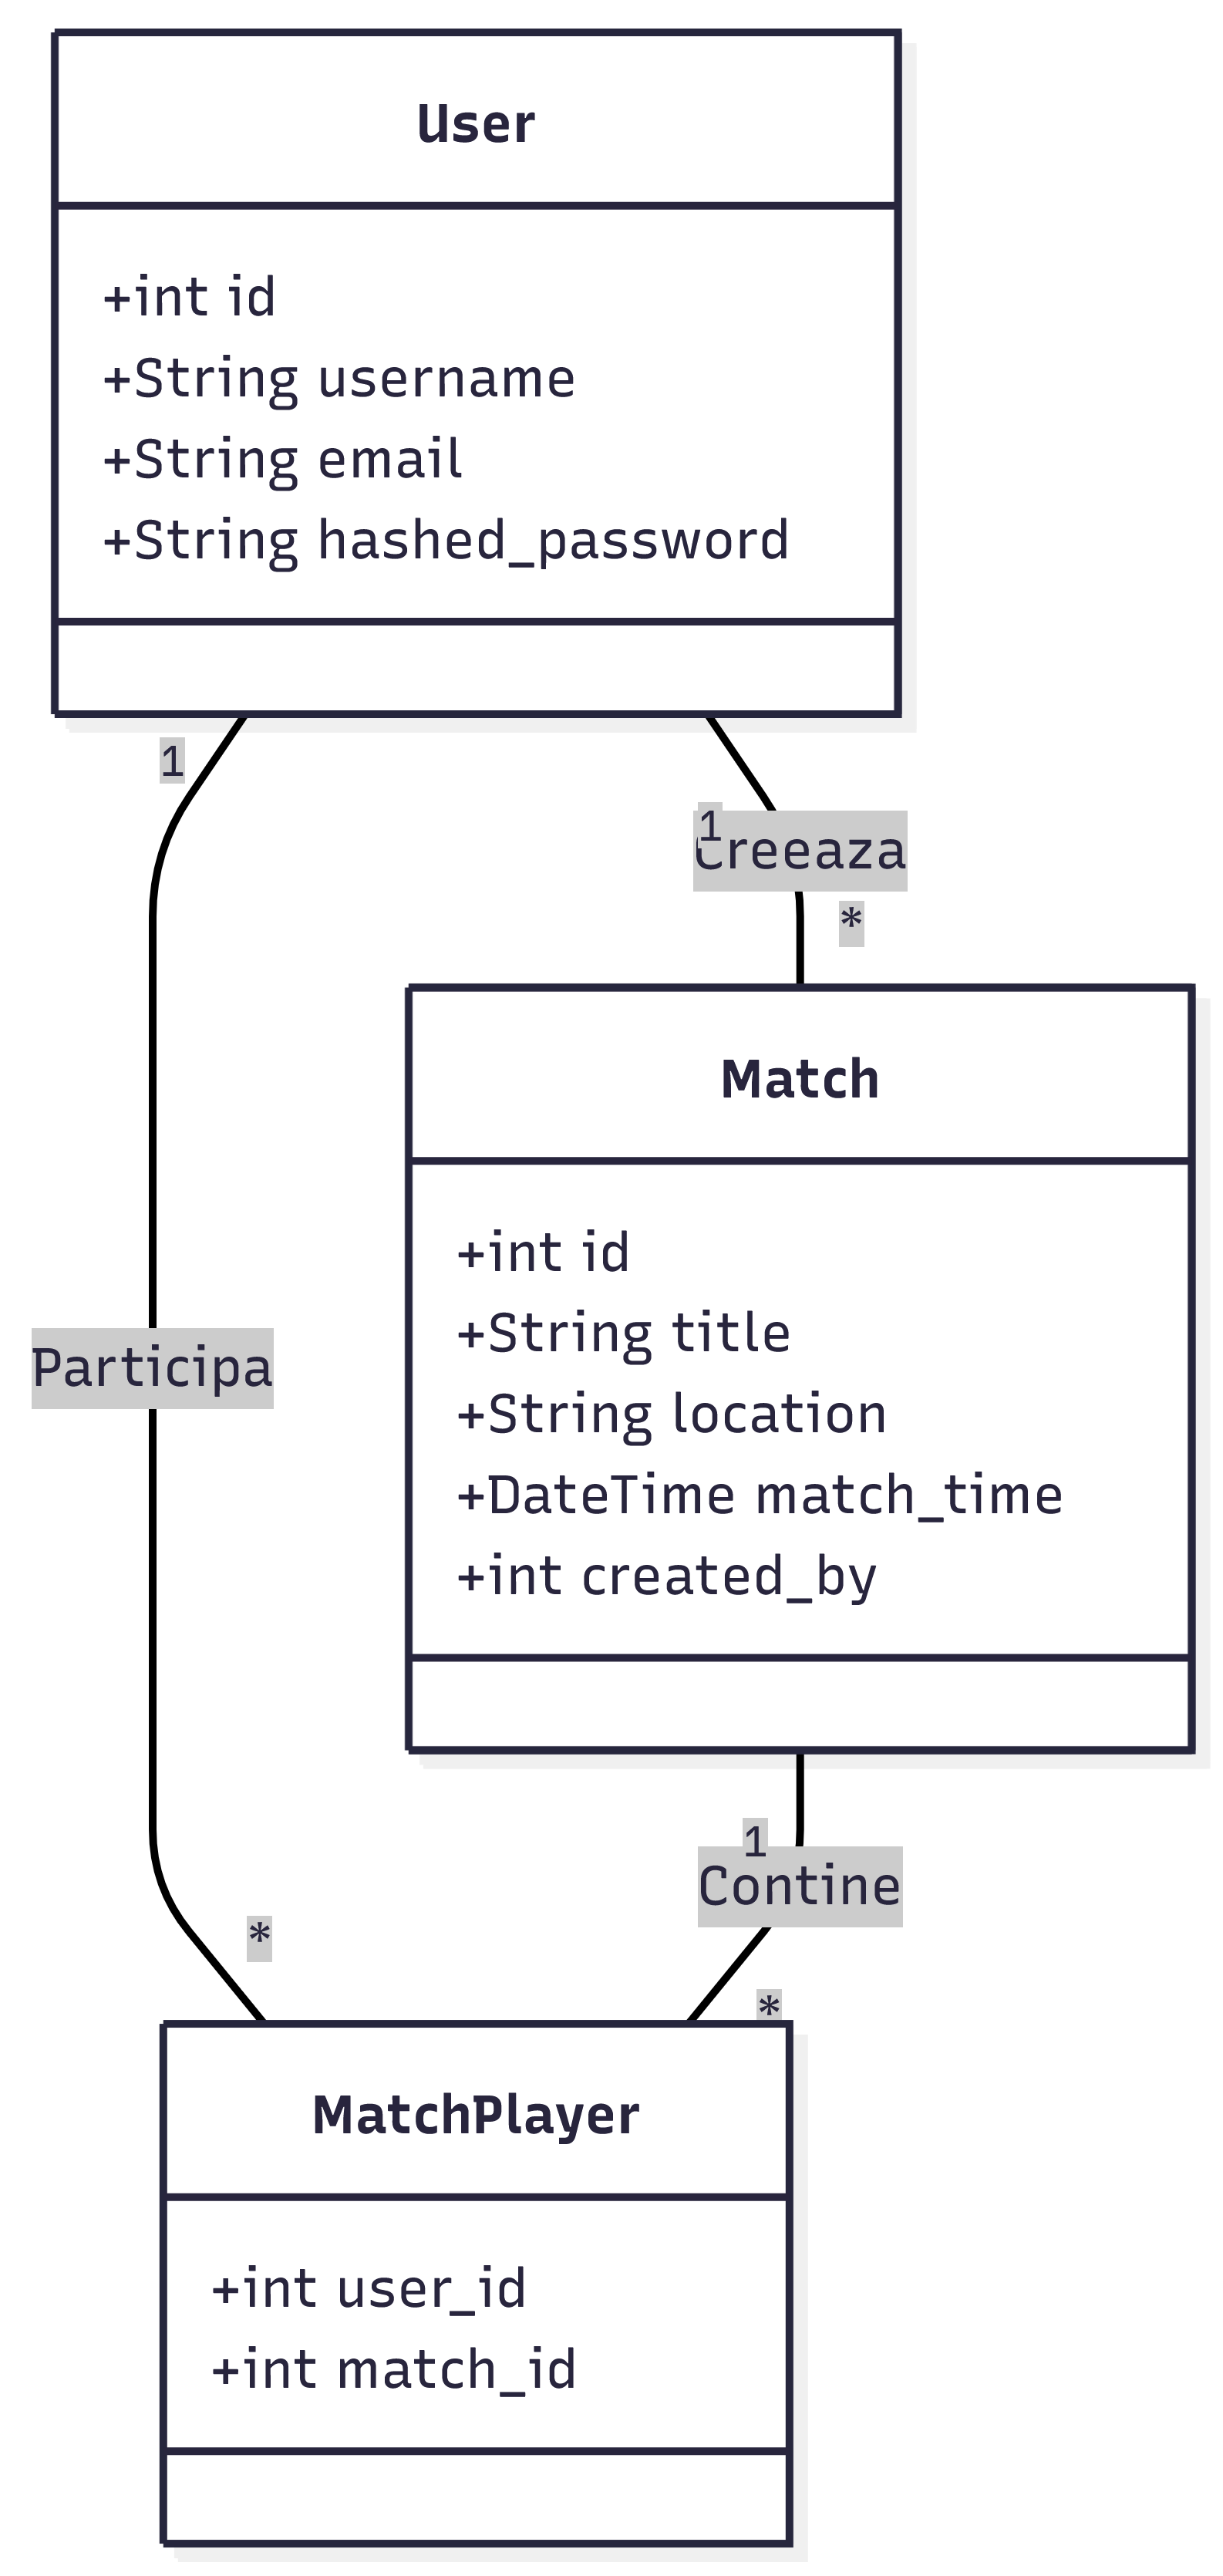 User
+int id
+String username
+String email
+String hashed_password
1
1
Creeaza
*
Match
+int id
+String title
+String location
+DateTime match_time
+int created_by
Participa
1
Contine
*
*
MatchPlayer
+int user_id
+int match_id